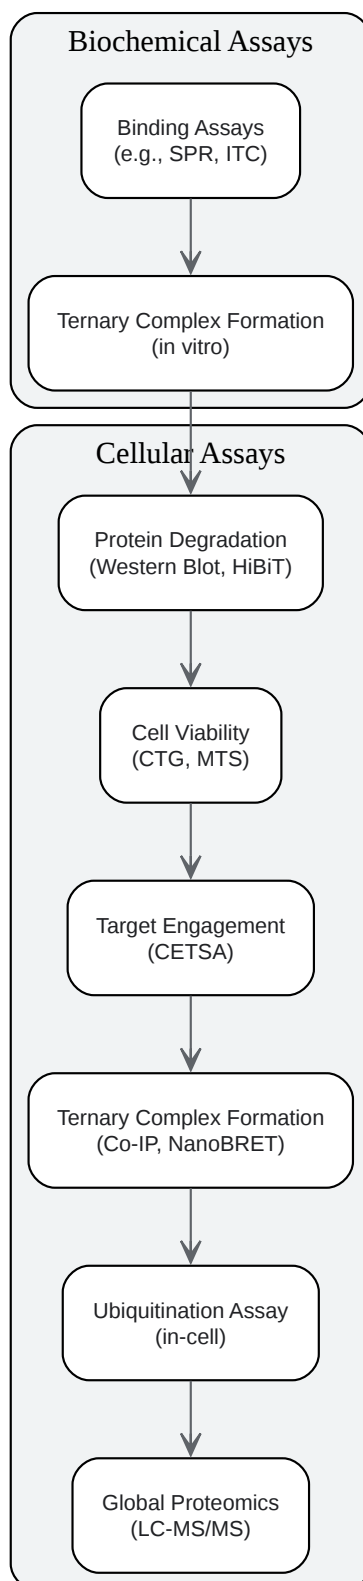 Biochemical Assays
Binding Assays
(e.g., SPR, ITC)
Ternary Complex Formation
(in vitro)
Cellular Assays
Protein Degradation
(Western Blot, HiBiT)
Cell Viability
(CTG, MTS)
Target Engagement
(CETSA)
Ternary Complex Formation
(Co-IP, NanoBRET)
Ubiquitination Assay
(in-cell)
Global Proteomics
(LC-MS/MS)